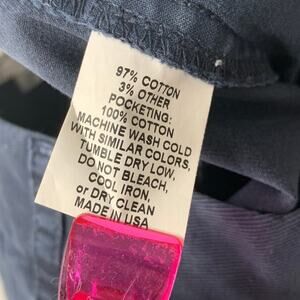 97% COTTON
3% OTHER
POCKETING:
100% COTTON
MACHINE WASH COLD
WITH SIMILAR COLORS,
TUMBLE DRY LOW,
DO NOT BLEACH,
COOL IRON,
or DRY CLEAN
MADE IN USA